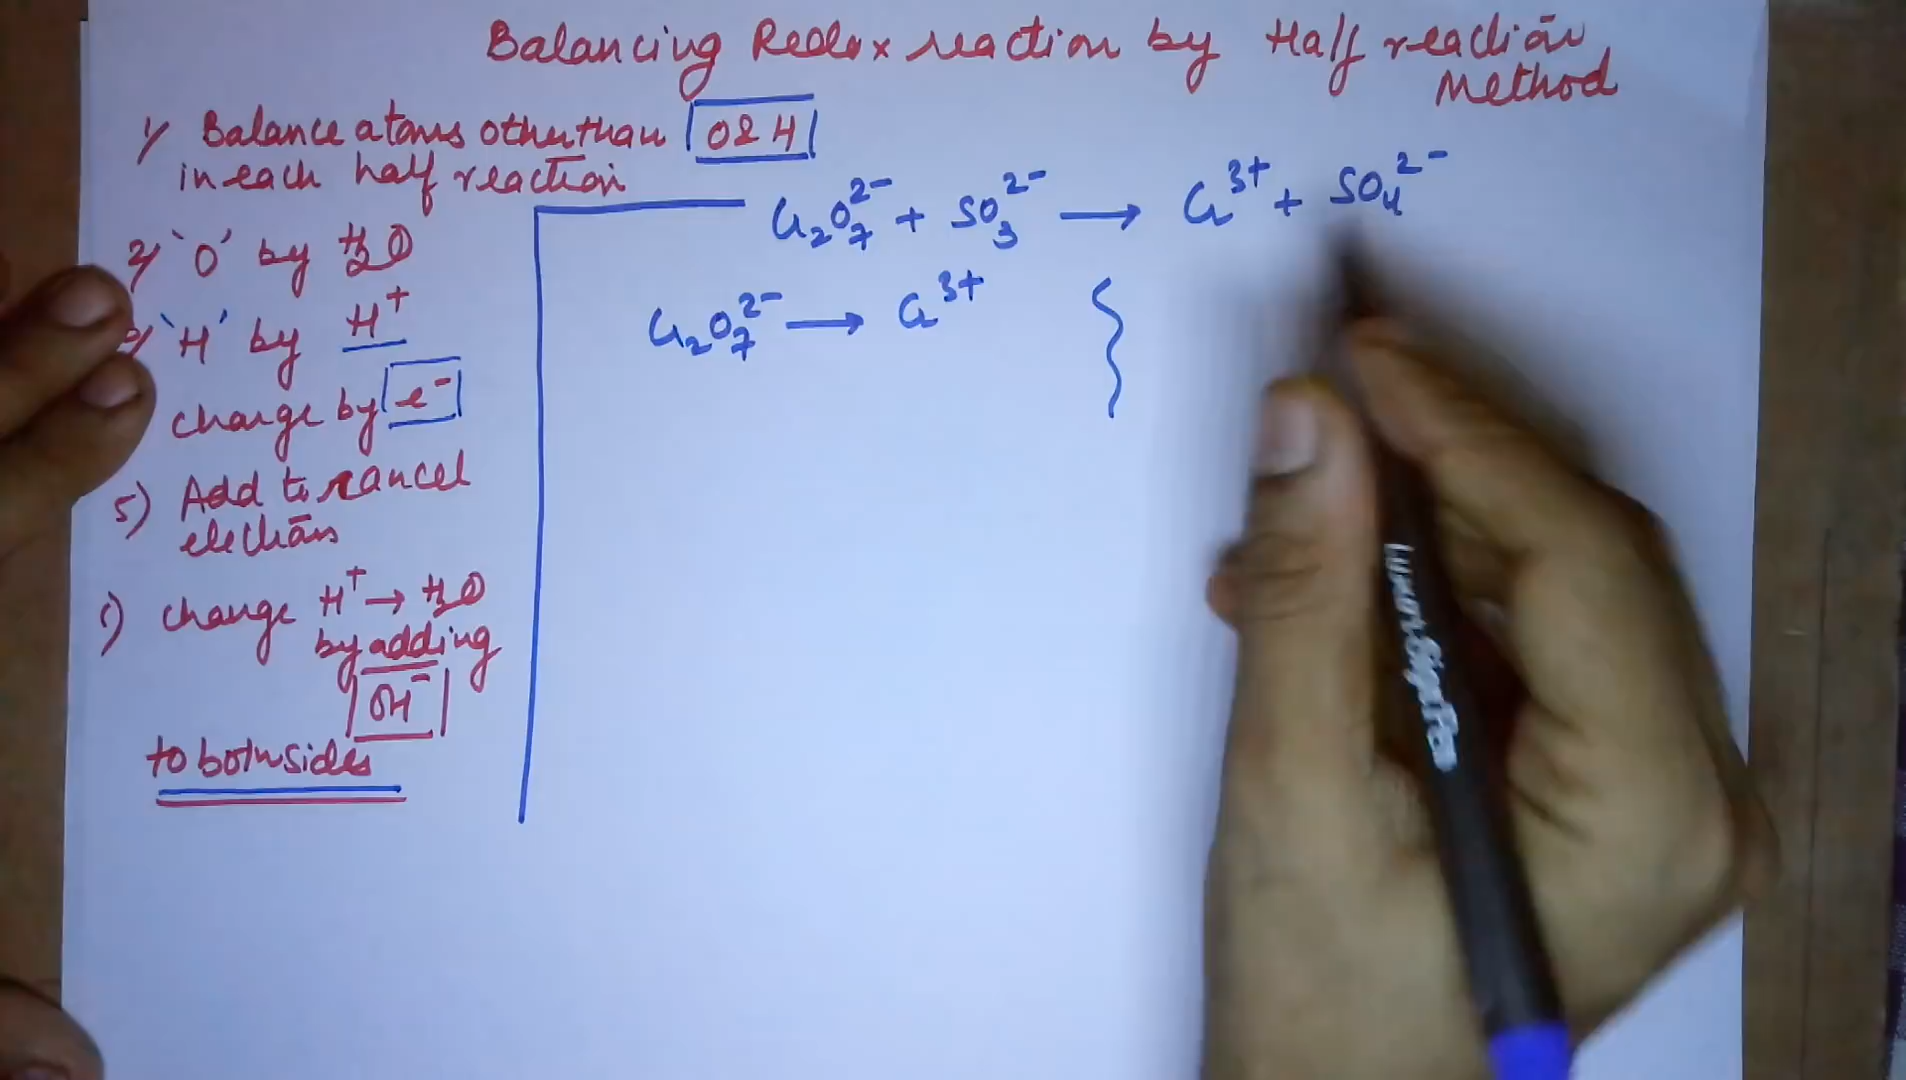 Balancing Redox reaction by Half reaction
Method
1) Balance atoms other than O & H
in each half reaction
2) 'O' by H2O
'H' by H+
charge by e-
5) Add to cancel
electrons
) change H+ → H2O
by adding
OH-
to both sides
Cr2O7^2- + SO3^2- → Cr^3+ + SO4^2-
Cr2O7^2- → Cr^3+